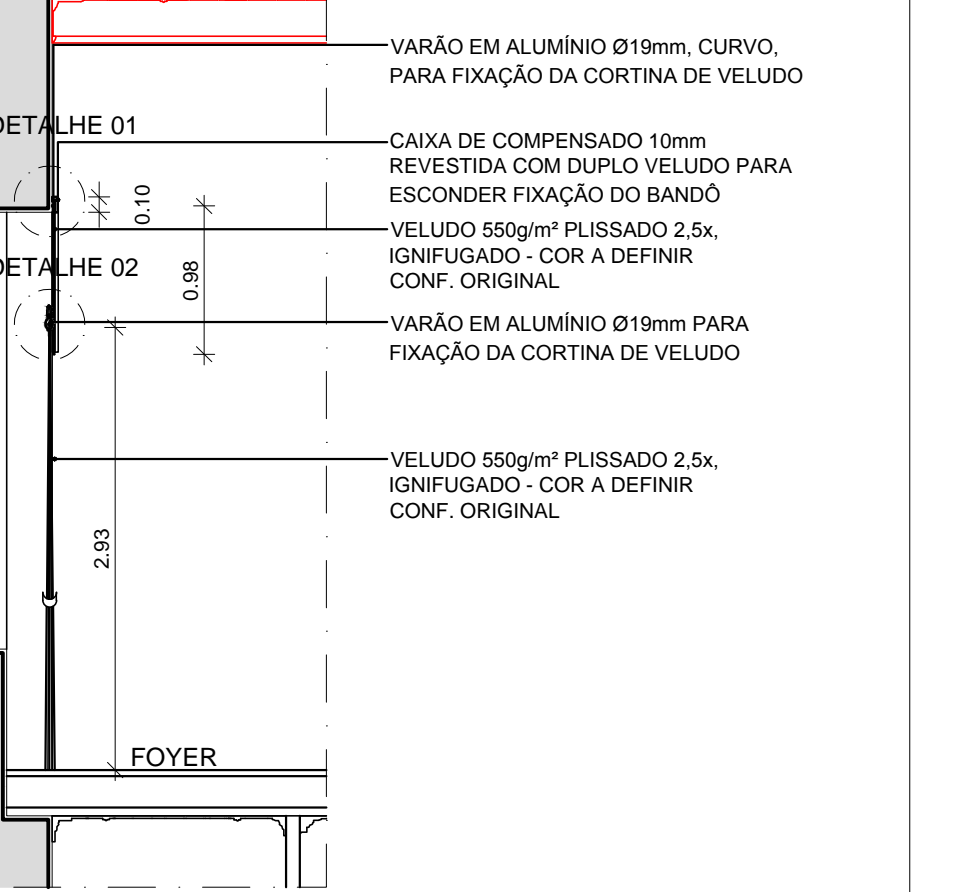 VARÃO EM ALUMÍNIO Ø19mm, CURVO,
PARA FIXAÇÃO DA CORTINA DE VELUDO
DETALHE 01
CAIXA DE COMPENSADO 10mm
REVESTIDA COM DUPLO VELUDO PARA
ESCONDER FIXAÇÃO DO BANDÔ
0.10
VELUDO 550g/m² PLISSADO 2,5x,
IGNIFUGADO - COR A DEFINIR
CONF. ORIGINAL
DETALHE 02
0.98
VARÃO EM ALUMÍNIO Ø19mm PARA
FIXAÇÃO DA CORTINA DE VELUDO
VELUDO 550g/m² PLISSADO 2,5x,
IGNIFUGADO - COR A DEFINIR
CONF. ORIGINAL
2.93
FOYER